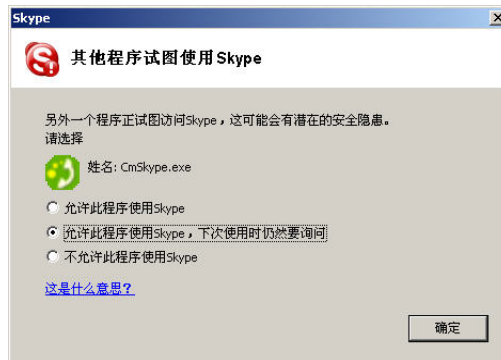 Skype
其他程序试图使用Skype
另外一个程序正试图访问Skype，这可能会有潜在的安全隐患。
请选择
姓名: CmSkype.exe
允许此程序使用Skype
允许此程序使用Skype，下次使用时仍然要询问
不允许此程序使用Skype
这是什么意思？
确定